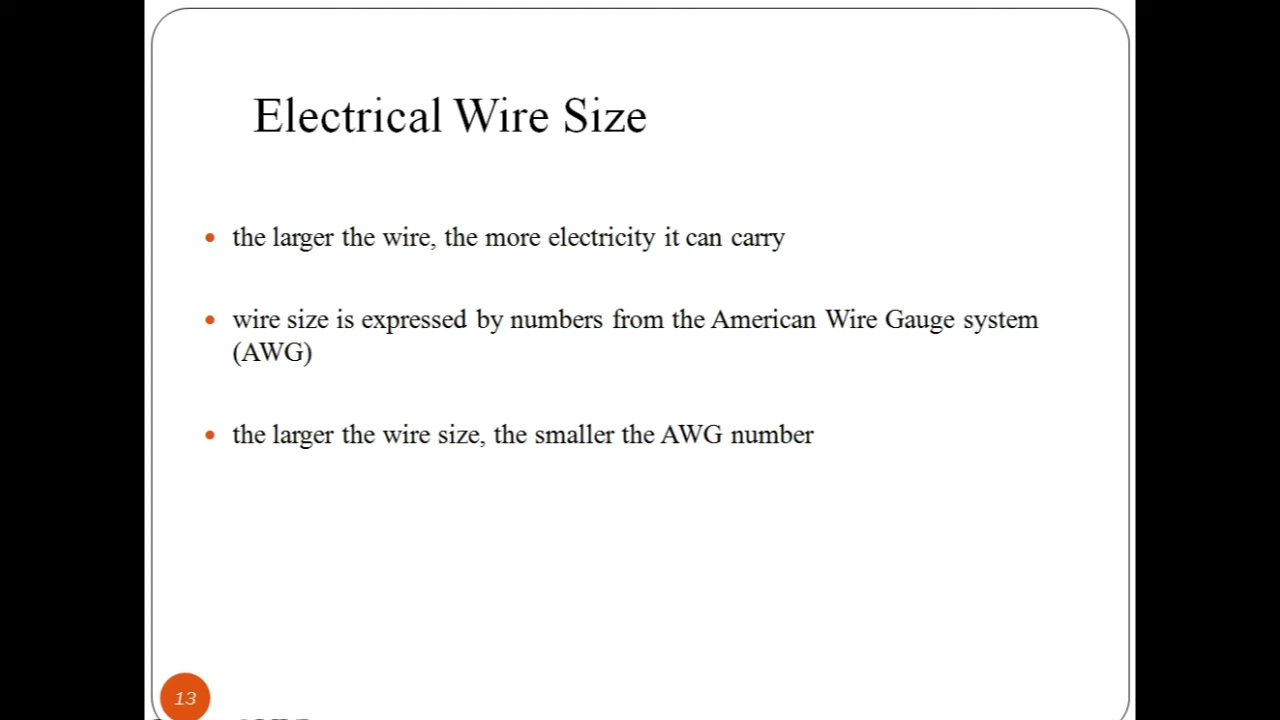 Electrical Wire Size
the larger the wire, the more electricity it can carry
wire size is expressed by numbers from the American Wire Gauge system
(AWG)
the larger the wire size, the smaller the AWG number
13